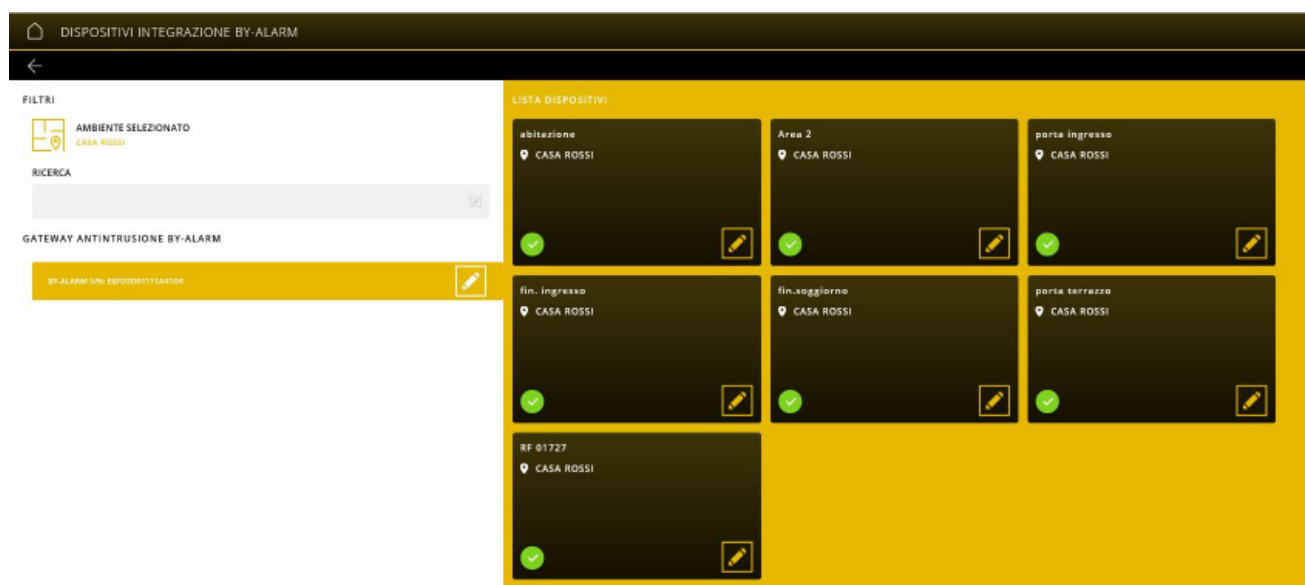 DISPOSITIVI INTEGRAZIONE BY-ALARM
FILTRI
AMBIENTE SELEZIONATO
CASA ROSSI
RICERCA
GATEWAY ANTINTRUSIONE BY-ALARM
BY-ALARM S/N:
LISTA DISPOSITIVI
abitazione
CASA ROSSI
Area 2
CASA ROSSI
porta ingresso
CASA ROSSI
fin. ingresso
CASA ROSSI
fin.soggiorno
CASA ROSSI
porta terrazzo
CASA ROSSI
RF 01727
CASA ROSSI